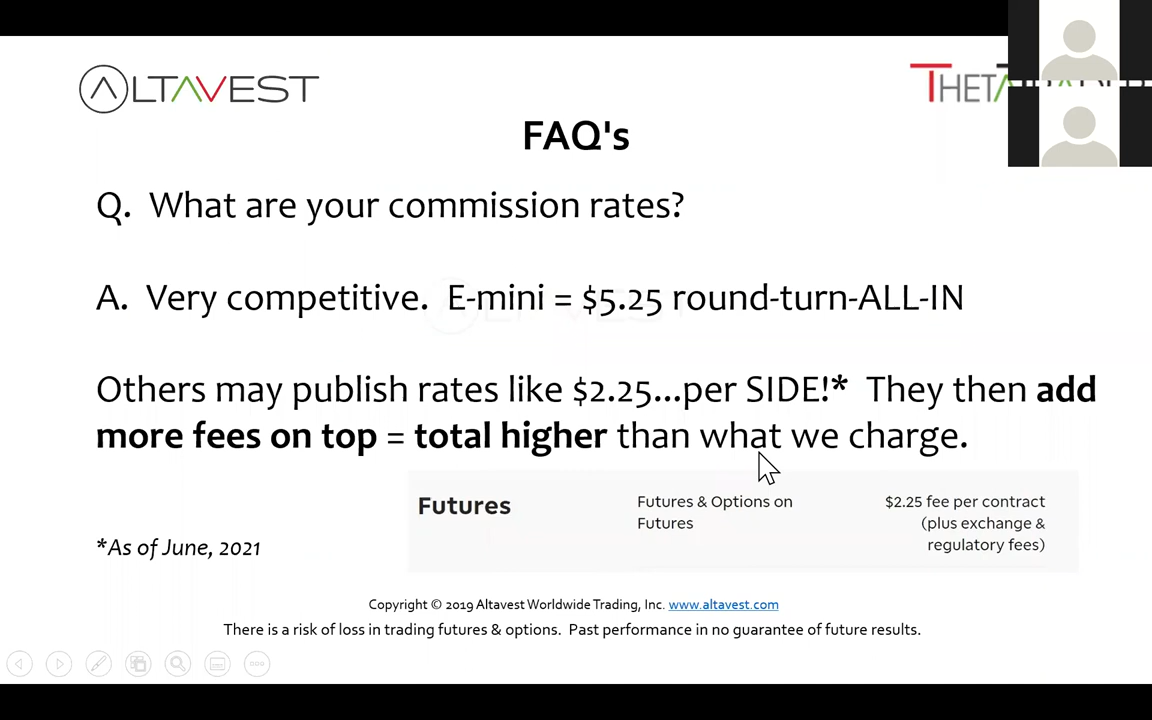 ALTAVEST
FAQ's
Q. What are your commission rates?
A. Very competitive. E-mini = $5.25 round-turn-ALL-IN
Others may publish rates like $2.25...per SIDE!* They then add
more fees on top = total higher than what we charge.
Futures
Futures & Options on
Futures
$2.25 fee per contract
(plus exchange &
regulatory fees)
*As of June, 2021
Copyright © 2019 Altavest Worldwide Trading, Inc. www.altavest.com
There is a risk of loss in trading futures & options. Past performance in no guarantee of future results.